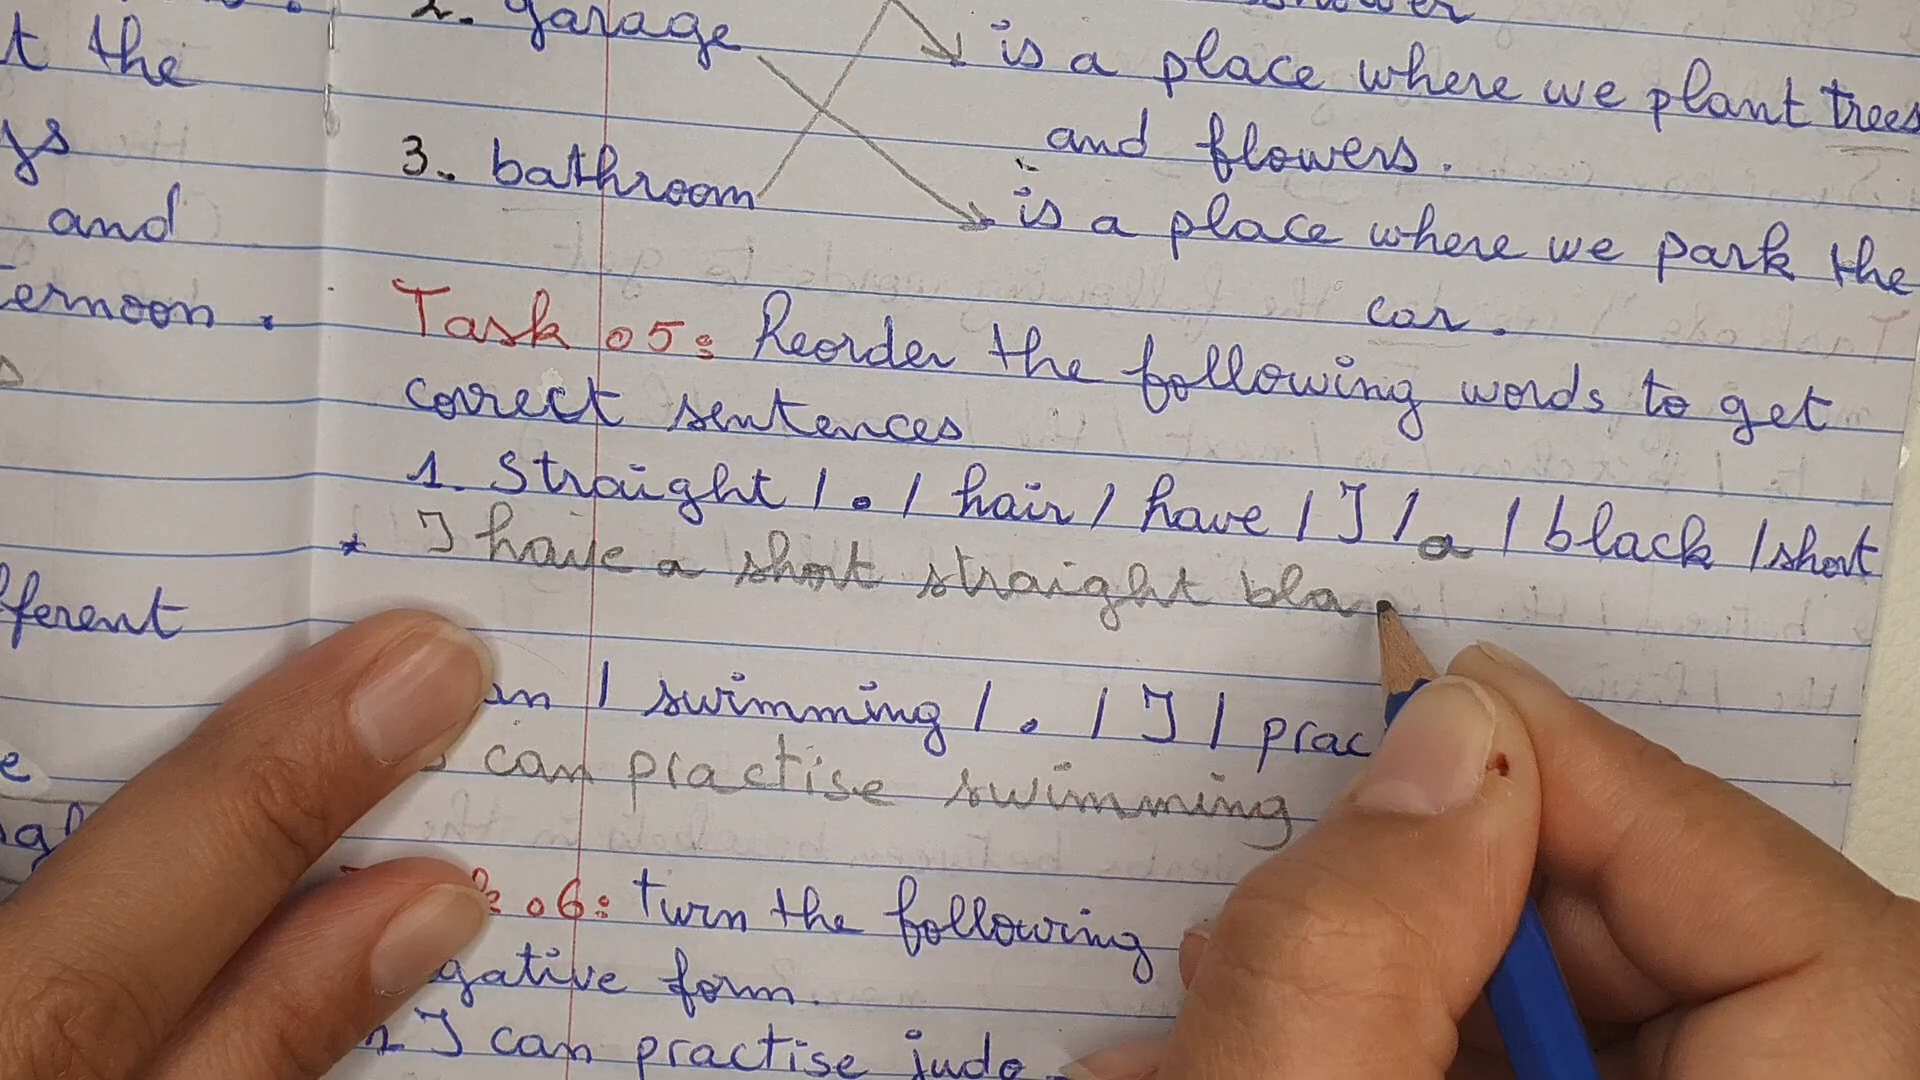 t the
ys
and
ternoon.
fferent
2. garage
is a place where we plant trees
and flowers.
3. bathroom
is a place where we park the
car.
Task 05: Reorder the following words to get
correct sentences
1. Straight / . / hair / have / I / a / black / short
* I have a short straight bla
an / swimming / . / I / prac
can practise swimming
06: turn the following
gative form.
I can practise judo